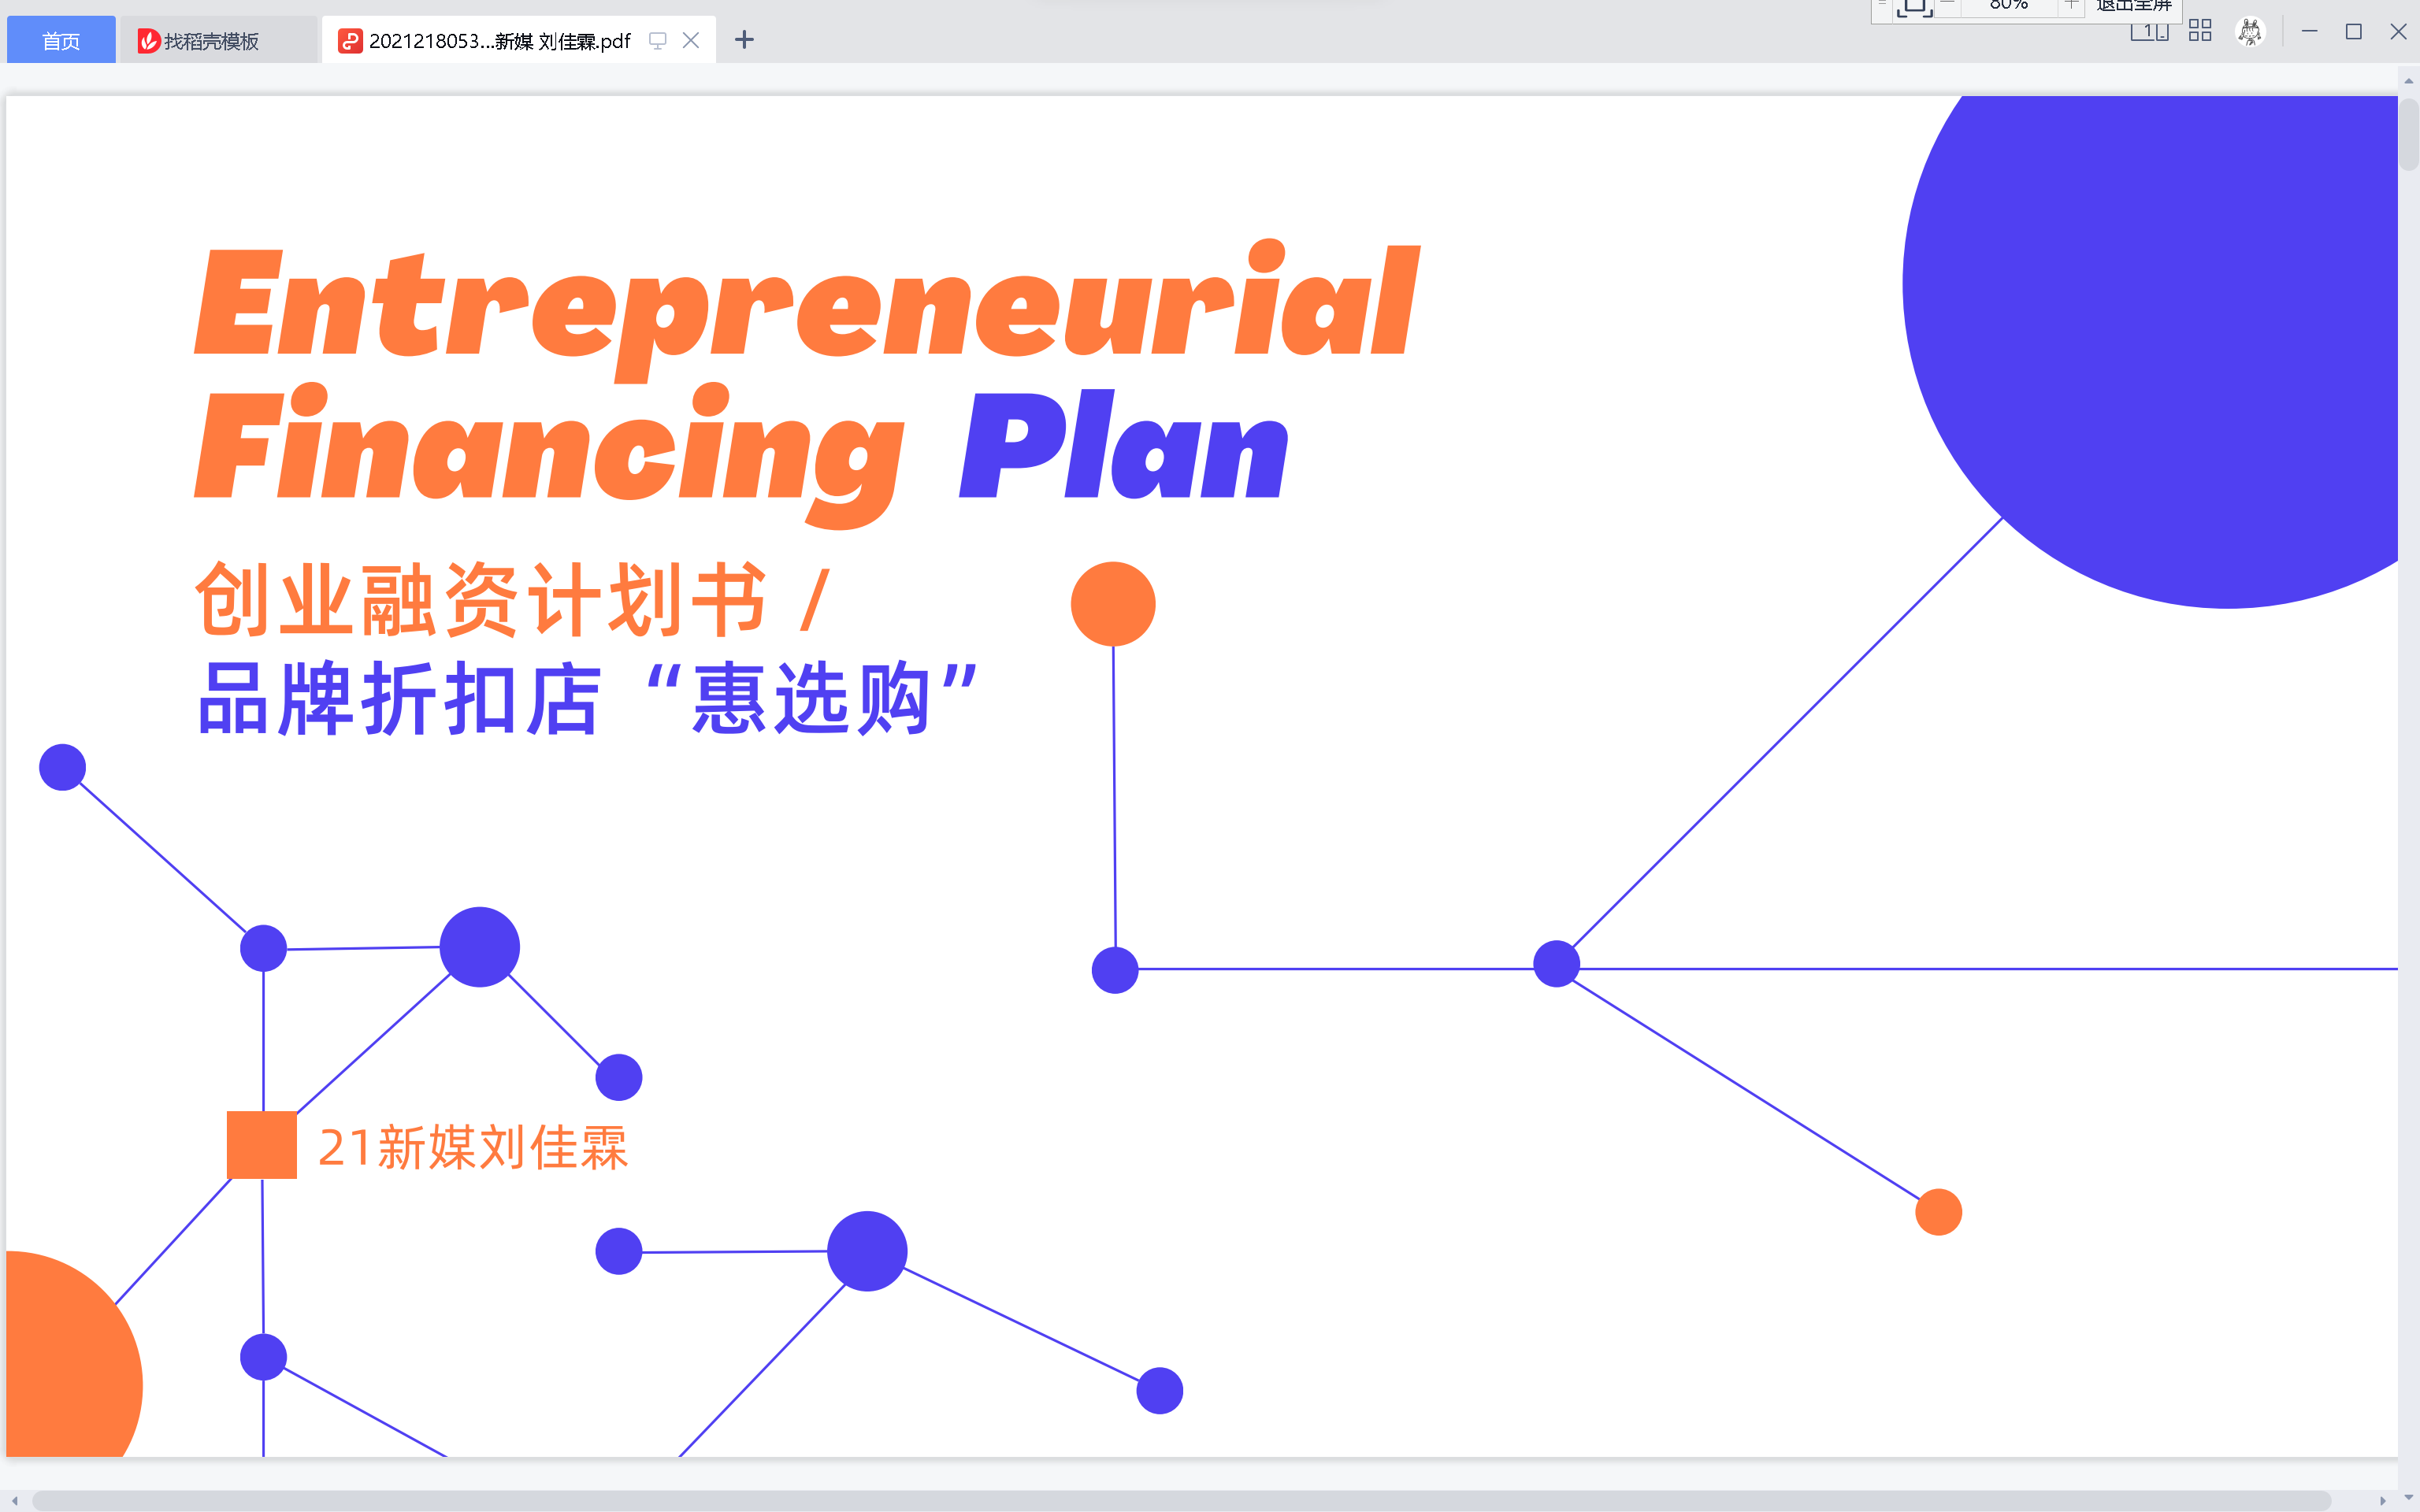 80%
退出全屏
首页
找稻壳模板
2021218053...新媒 刘佳霖.pdf
1
Entrepreneurial
Financing Plan
创业融资计划书 /
品牌折扣店“惠选购”
21新媒刘佳霖